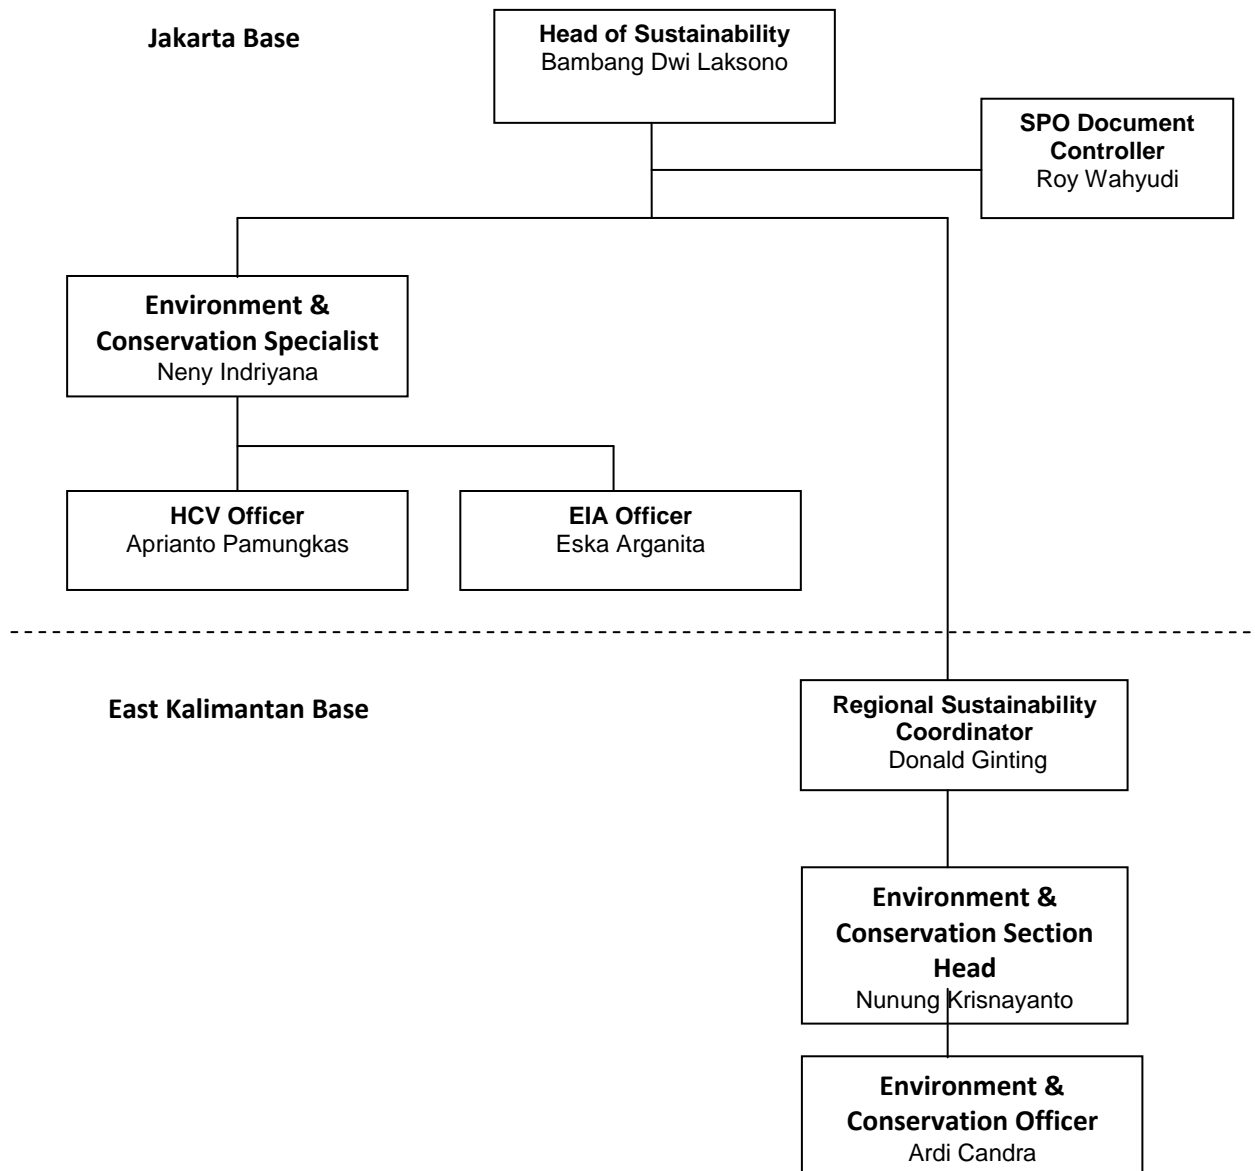 Jakarta Base
Head of Sustainability
Bambang Dwi Laksono
SPO Document
Controller
Roy Wahyudi
Environment &
Conservation Specialist
Neny Indriyana
HCV Officer
Aprianto Pamungkas
EIA Officer
Eska Arganita
East Kalimantan Base
Regional Sustainability
Coordinator
Donald Ginting
Environment &
Conservation Section
Head
Nunung Krisnayanto
Environment &
Conservation Officer
Ardi Candra